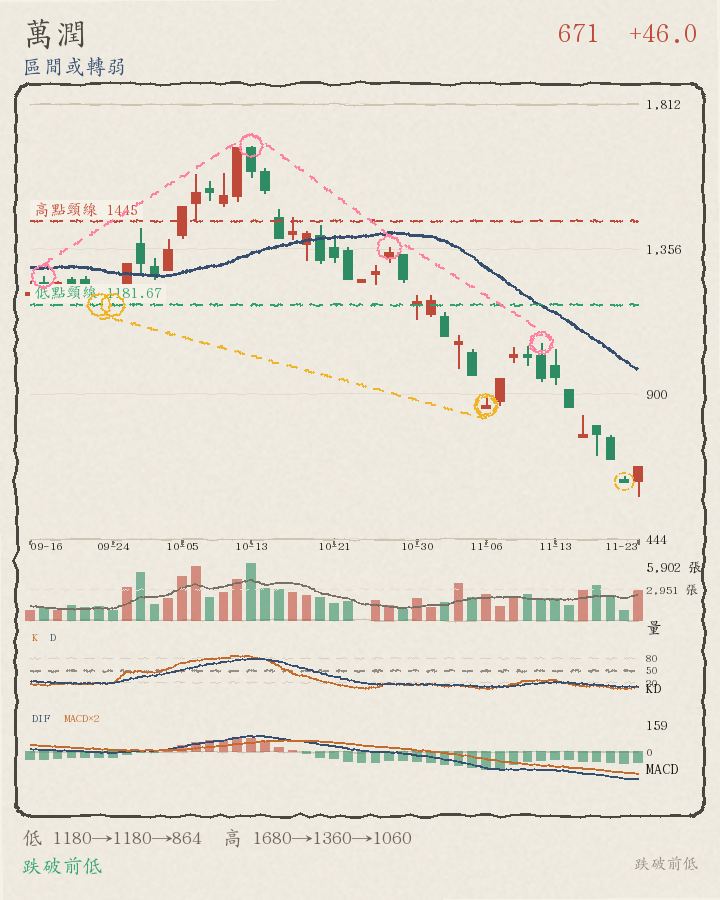 萬潤
671 +46.0
區間或轉弱
1,812
高點頸線 1445
1,356
低點頸線 1181.67
900
444
09-16 09-24 10-05 10-13 10-21 10-30 11-06 11-13 11-23
5,902 張
2,951 張
量
K D
80
50
20
KD
DIF MACD×2
159
0
MACD
低 1180→1180→864 高 1680→1360→1060
跌破前低
跌破前低